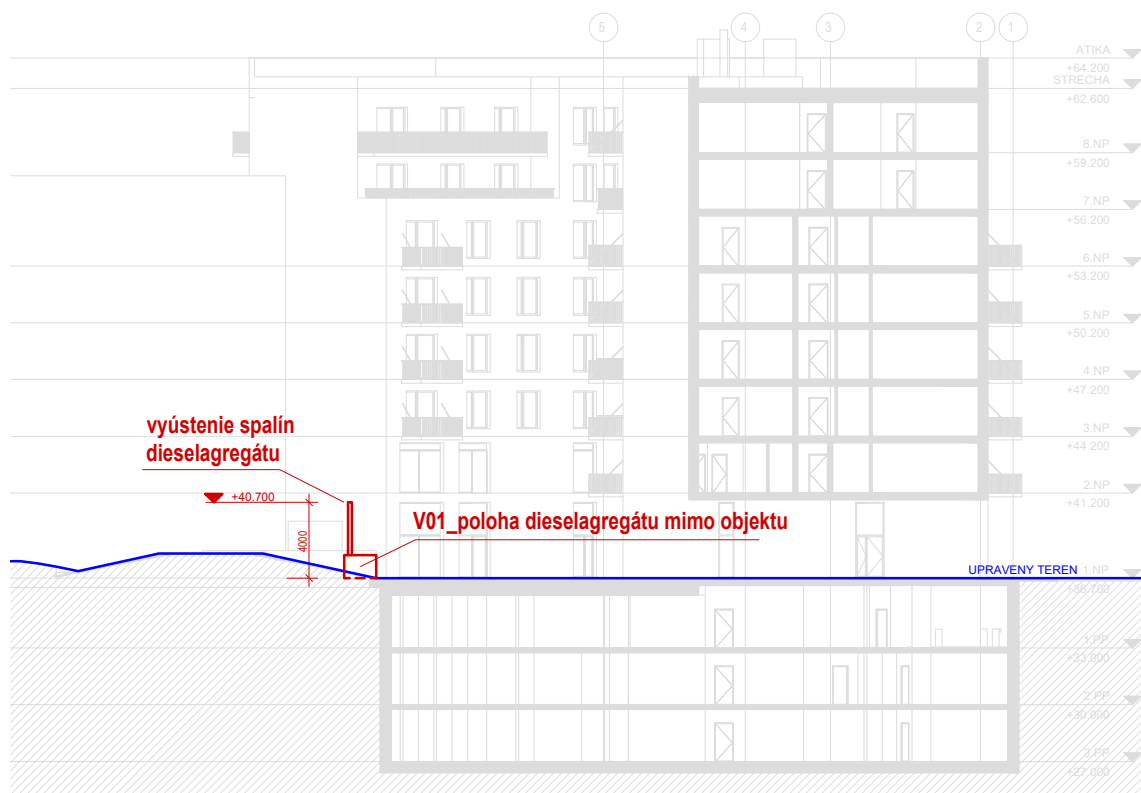 5
4
3
2
1
ATIKA
+64.200
STRECHA
+62.600
8.NP
+59.200
7.NP
+56.200
6.NP
+53.200
5.NP
+50.200
4.NP
+47.200
3.NP
+44.200
2.NP
+41.200
vyústenie spalín
dieselagregátu
+40.700
4000
V01_poloha dieselagregátu mimo objektu
UPRAVENY TEREN
1.NP
+36.700
1.PP
+33.000
2.PP
+30.000
3.PP
+27.000